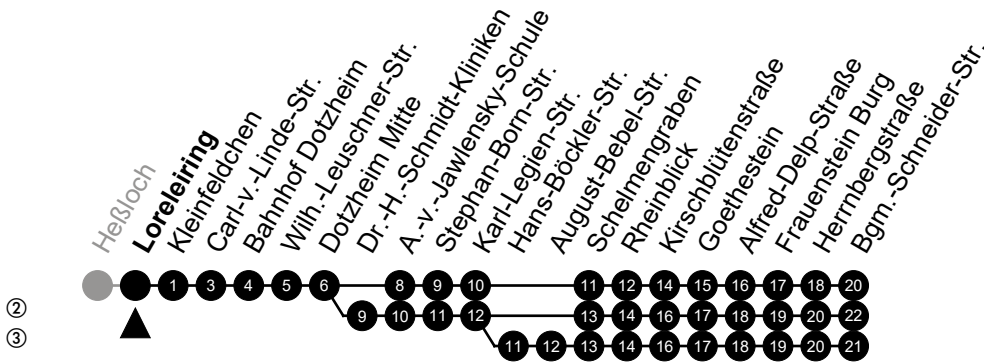 Heßloch
Loreleiring
Kleinfeldchen
Carl-v.-Linde-Str.
Bahnhof Dotzheim
Wilh.-Leuschner-Str.
Dotzheim Mitte
Dr.-H.-Schmidt-Kliniken
A.-v.-Jawlensky-Schule
Stephan-Born-Str.
Karl-Legien-Str.
Hans-Böckler-Str.
August-Bebel-Str.
Schelmengraben
Rheinblick
Kirschblütenstraße
Goethestein
Alfred-Delp-Straße
Frauenstein Burg
Herrnbergstraße
Bgm.-Schneider-Str.
1 3 4 5 6 8 9 10 11 12 14 15 16 17 18 20
② 9 10 11 12 13 14 16 17 18 19 20 22
③ 11 12 13 14 16 17 18 19 20 21